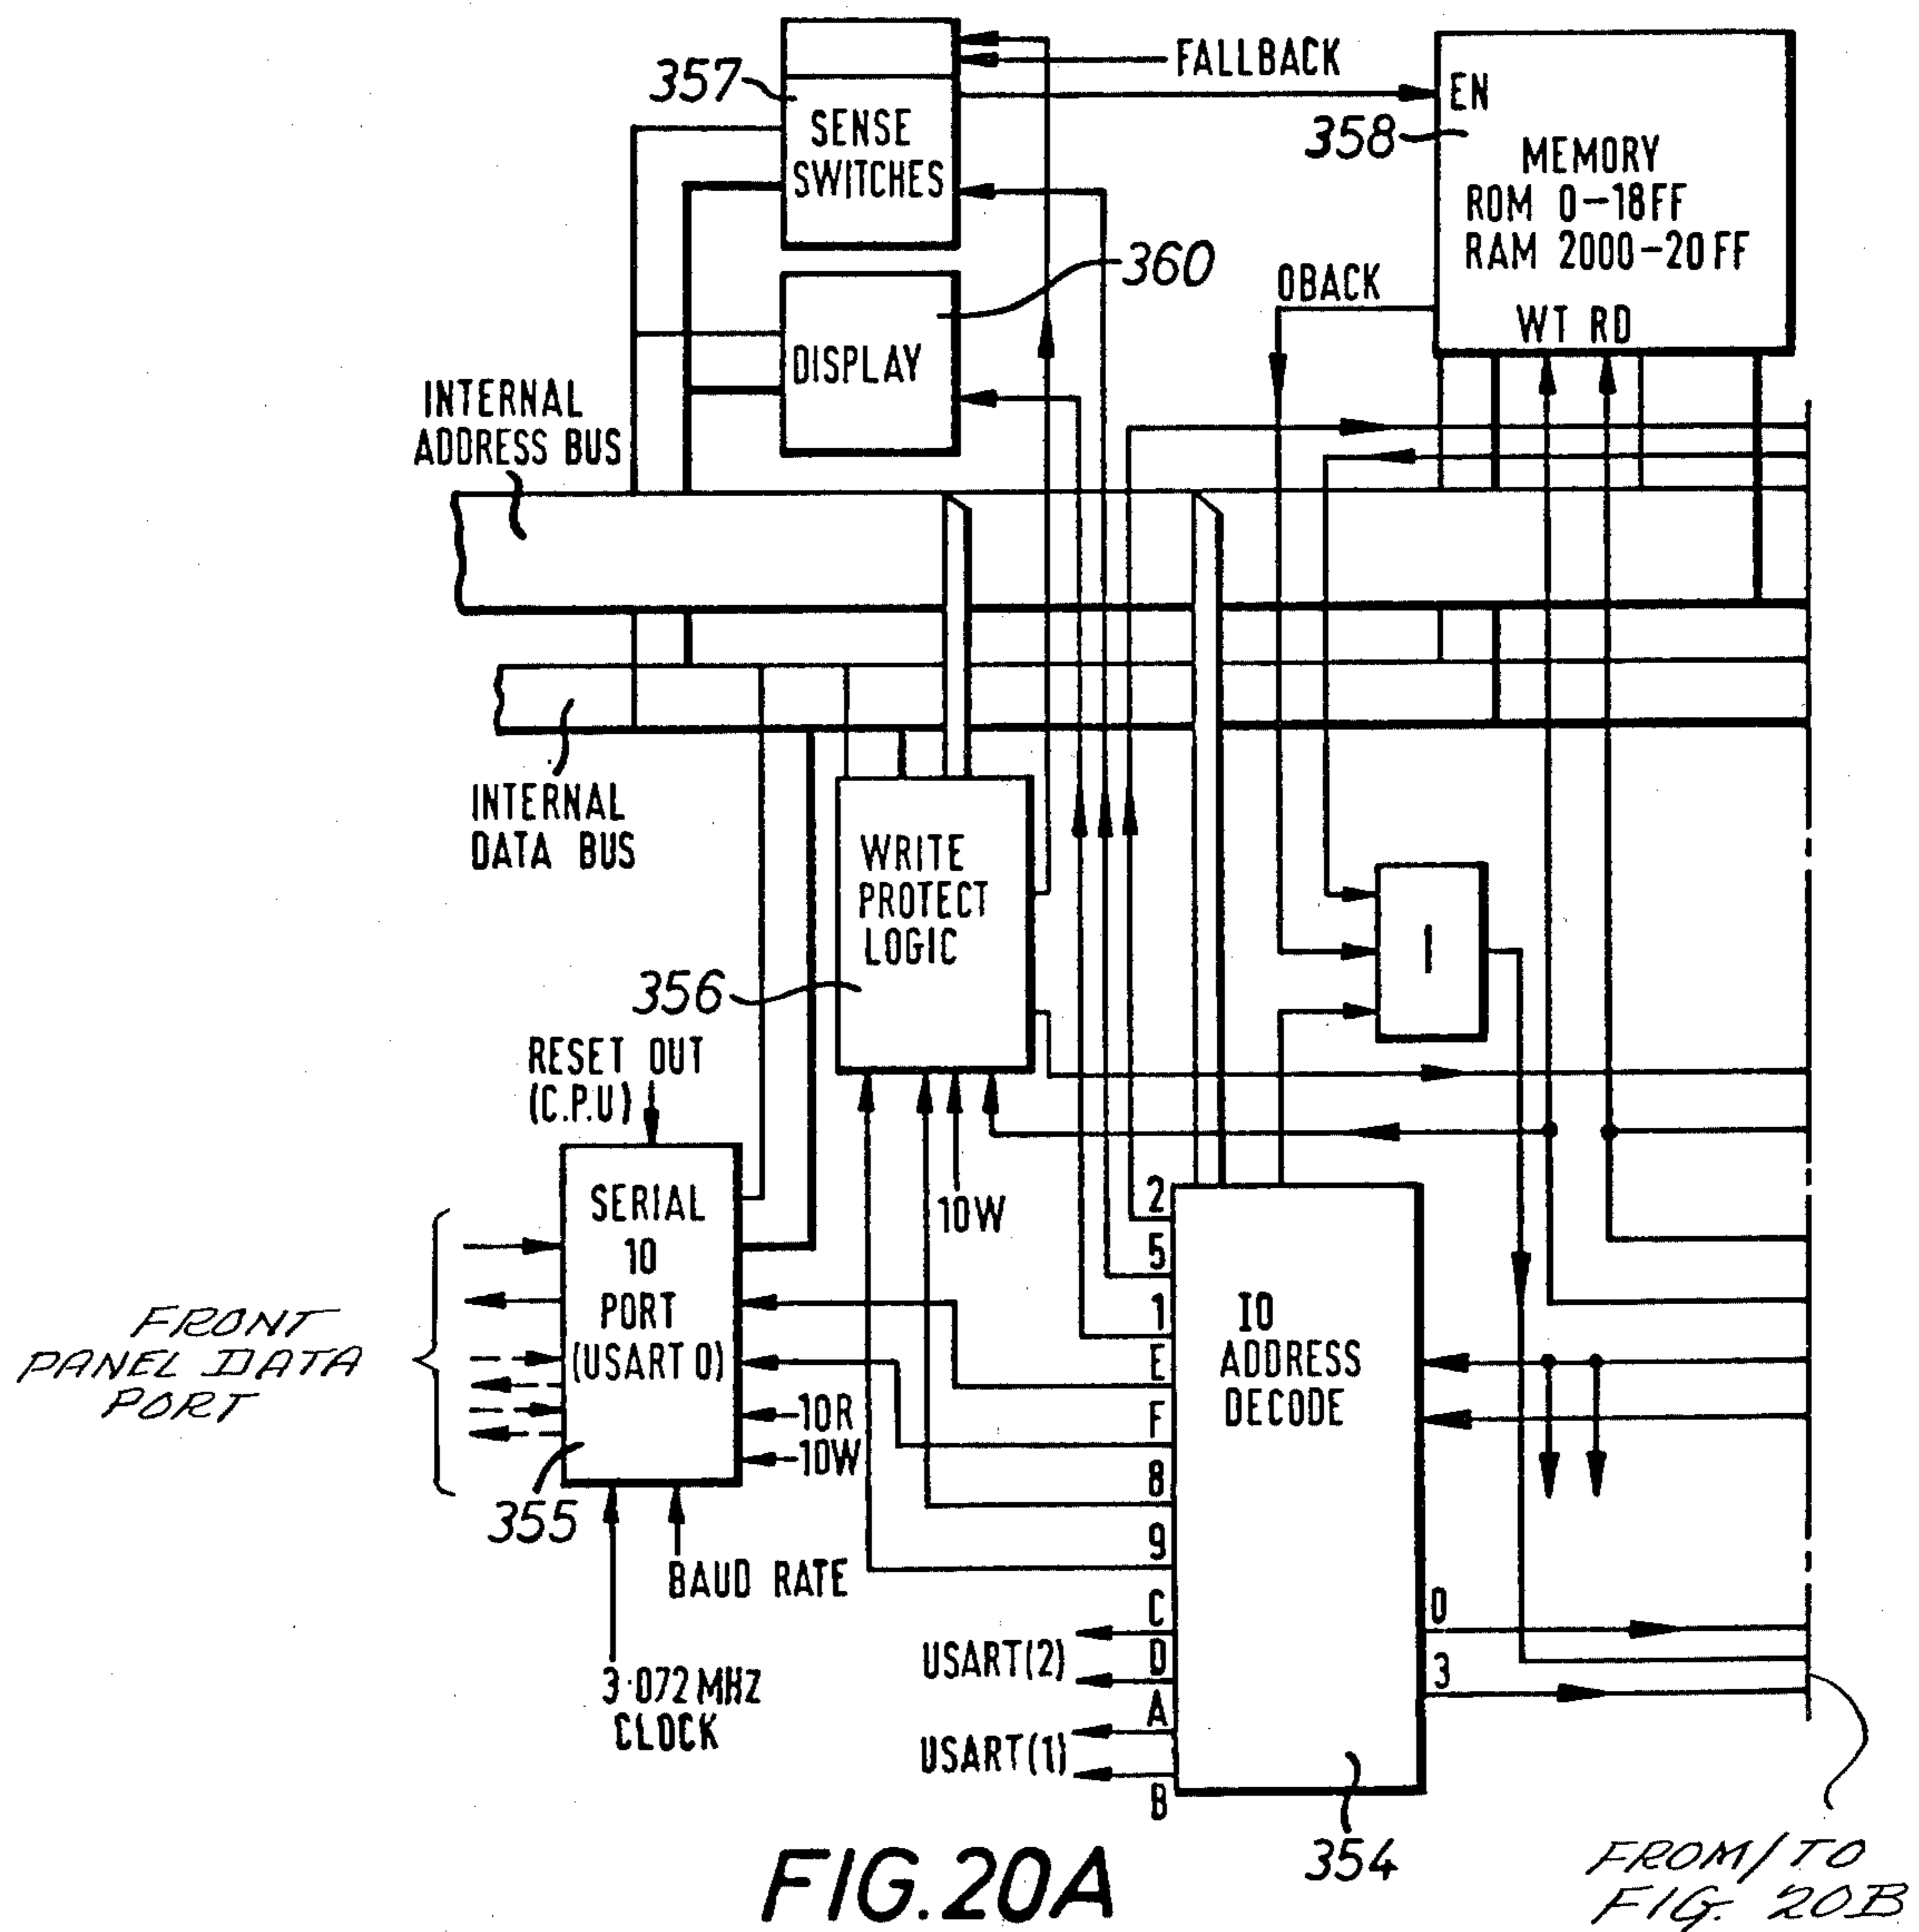 357
SENSE
SWITCHES
FALLBACK
EN
358
MEMORY
ROM 0-18FF
RAM 2000-20FF
WT RD
360
DISPLAY
OBACK
INTERNAL
ADDRESS BUS
INTERNAL
DATA BUS
WRITE
PROTECT
LOGIC
356
1
RESET OUT
(C.P.U)
SERIAL
10
PORT
(USART 0)
10W
10R
10W
FRONT
PANEL DATA
PORT
355
BAUD RATE
3·072 MHZ
CLOCK
2
5
1
E
F
8
9
C
D
A
B
IO
ADDRESS
DECODE
0
3
USART(2)
USART(1)
354
FIG.20A
FROM/TO
FIG. 20B